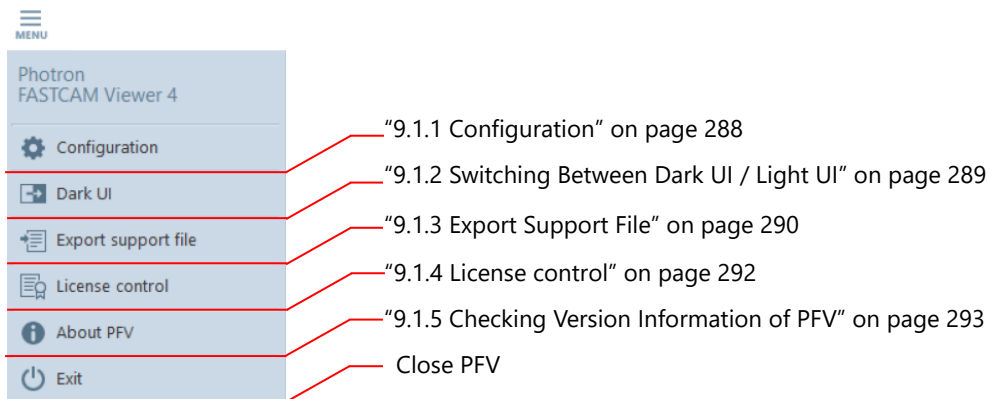 MENU
Photron
FASTCAM Viewer 4
Configuration
“9.1.1 Configuration” on page 288
Dark UI
“9.1.2 Switching Between Dark UI / Light UI” on page 289
Export support file
“9.1.3 Export Support File” on page 290
License control
“9.1.4 License control” on page 292
About PFV
“9.1.5 Checking Version Information of PFV” on page 293
Exit
Close PFV